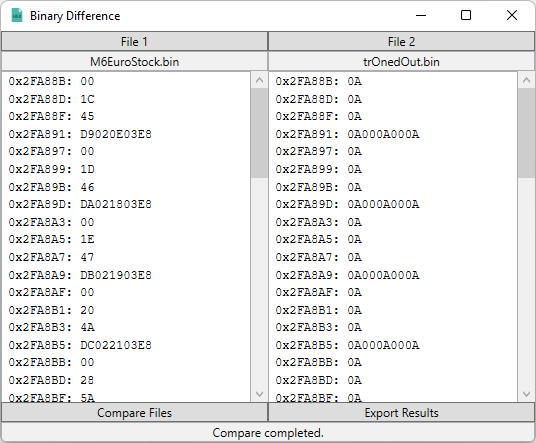 Binary Difference
File 1 File 2
M6EuroStock.bin trOnedOut.bin
0x2FA88B: 00 0x2FA88B: 0A
0x2FA88D: 1C 0x2FA88D: 0A
0x2FA88F: 45 0x2FA88F: 0A
0x2FA891: D9020E03E8 0x2FA891: 0A000A000A
0x2FA897: 00 0x2FA897: 0A
0x2FA899: 1D 0x2FA899: 0A
0x2FA89B: 46 0x2FA89B: 0A
0x2FA89D: DA021803E8 0x2FA89D: 0A000A000A
0x2FA8A3: 00 0x2FA8A3: 0A
0x2FA8A5: 1E 0x2FA8A5: 0A
0x2FA8A7: 47 0x2FA8A7: 0A
0x2FA8A9: DB021903E8 0x2FA8A9: 0A000A000A
0x2FA8AF: 00 0x2FA8AF: 0A
0x2FA8B1: 20 0x2FA8B1: 0A
0x2FA8B3: 4A 0x2FA8B3: 0A
0x2FA8B5: DC022103E8 0x2FA8B5: 0A000A000A
0x2FA8BB: 00 0x2FA8BB: 0A
0x2FA8BD: 28 0x2FA8BD: 0A
0x2FA8BF: 5A 0x2FA8BF: 0A
Compare Files Export Results
Compare completed.